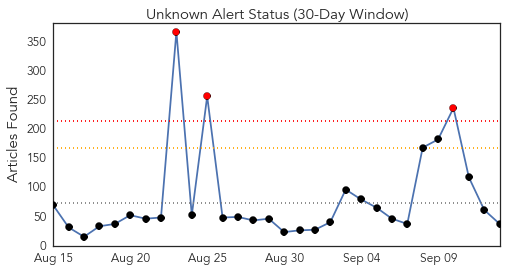 Unknown Alert Status (30-Day Window)
Articles Found
350
300
250
200
150
100
50
0
Aug 15 Aug 20 Aug 25 Aug 30 Sep 04 Sep 09